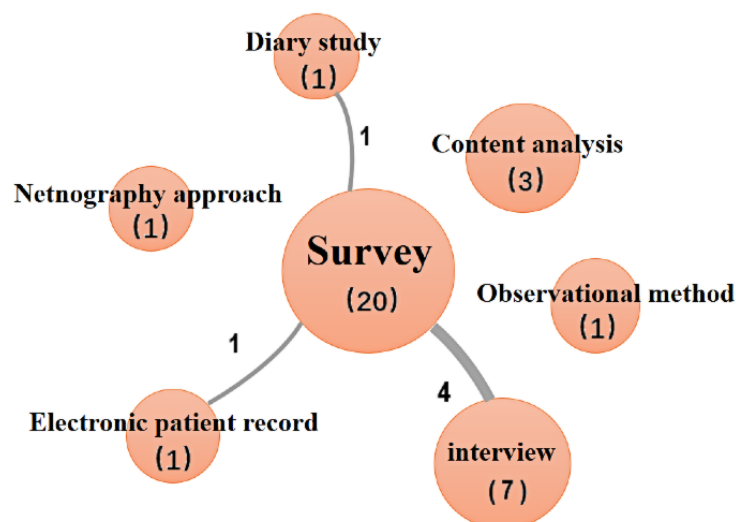 Diary study
(1)
1
Content analysis
(3)
Netnography approach
(1)
Survey
(20)
Observational method
(1)
1
4
Electronic patient record
(1)
interview
(7)